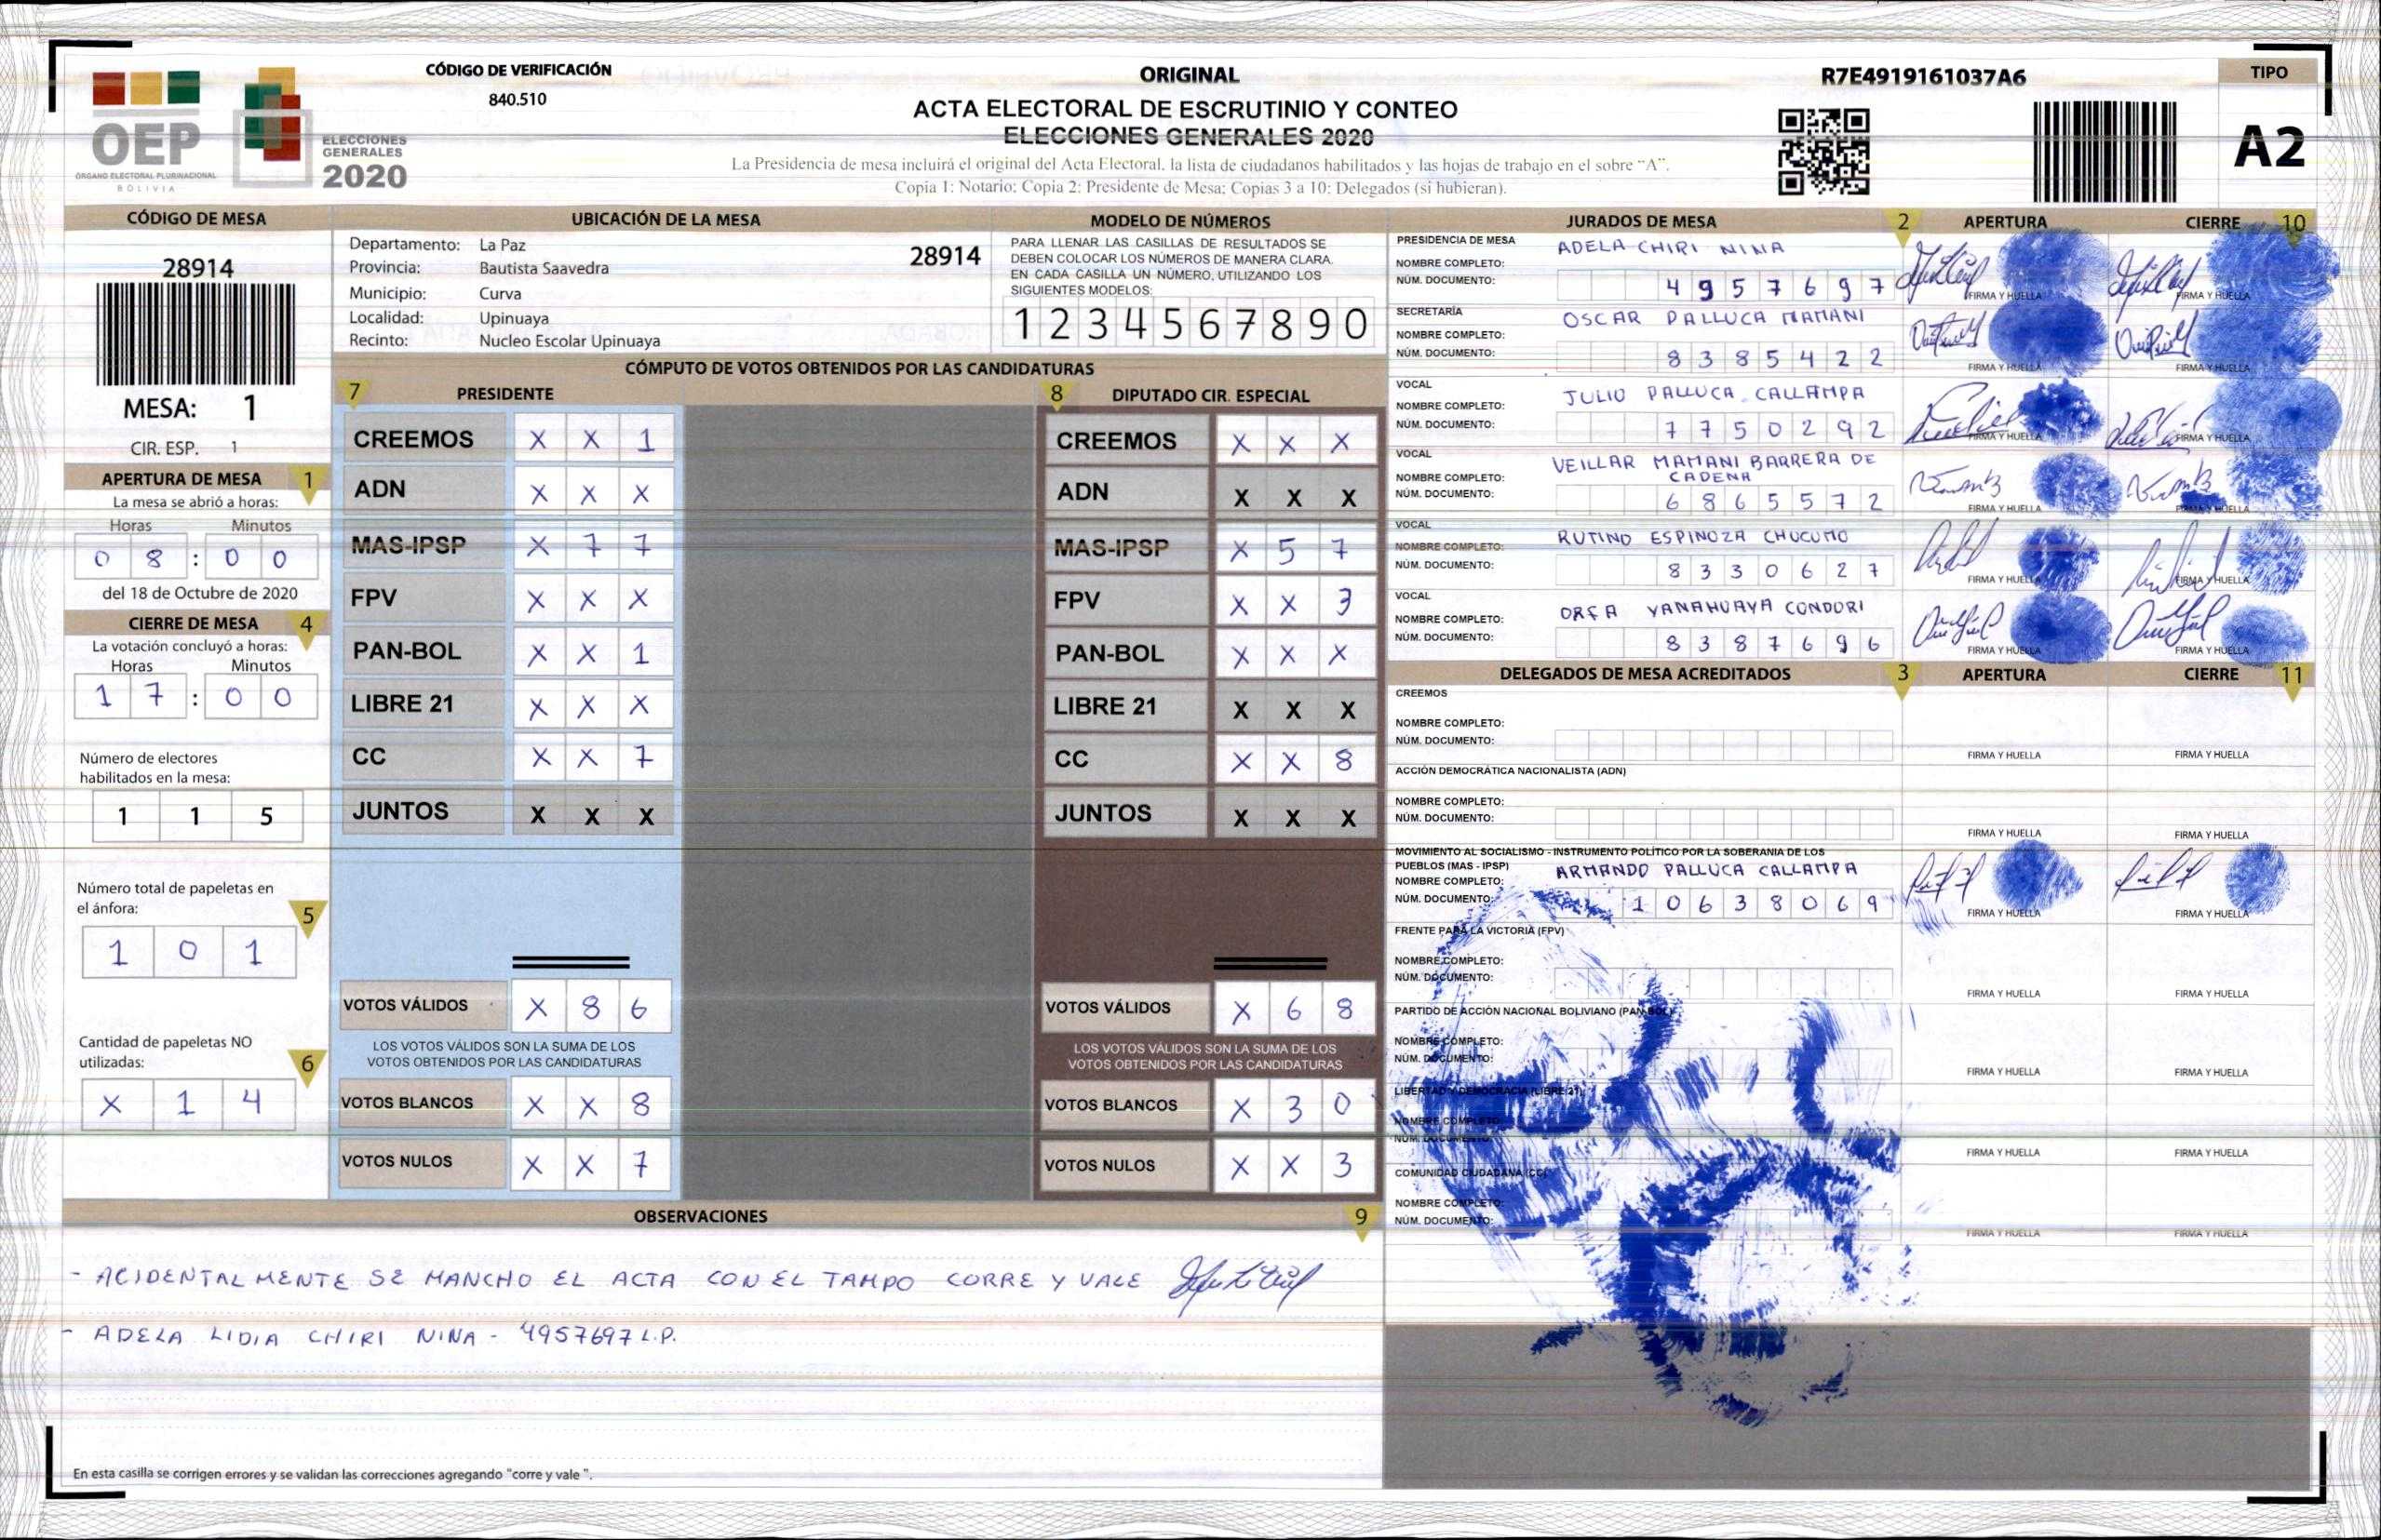 CÓDIGO DE VERIFICACIÓN
840.510
ORIGINAL
ACTA ELECTORAL DE ESCRUTINIO Y CONTEO
ELECCIONES GENERALES 2020
La Presidencia de mesa incluirá el original del Acta Electoral, la lista de ciudadanos habilitados y las hojas de trabajo en el sobre "A".
Copia 1: Notario; Copia 2: Presidente de Mesa; Copias 3 a 10: Delegados (si hubieran).
R7E4919161037A6
TIPO
A2
OEP
ÓRGANO ELECTORAL PLURINACIONAL
BOLIVIA
ELECCIONES
GENERALES
2020
CÓDIGO DE MESA
28914
MESA: 1
CIR. ESP. 1
APERTURA DE MESA 1
La mesa se abrió a horas:
Horas Minutos
0 8 : 0 0
del 18 de Octubre de 2020
CIERRE DE MESA 4
La votación concluyó a horas:
Horas Minutos
1 7 : 0 0
Número de electores
habilitados en la mesa:
1 1 5
Número total de papeletas en
el ánfora: 5
1 0 1
Cantidad de papeletas NO
utilizadas: 6
X 1 4
UBICACIÓN DE LA MESA
Departamento: La Paz 28914
Provincia: Bautista Saavedra
Municipio: Curva
Localidad: Upinuaya
Recinto: Nucleo Escolar Upinuaya
MODELO DE NÚMEROS
PARA LLENAR LAS CASILLAS DE RESULTADOS SE
DEBEN COLOCAR LOS NÚMEROS DE MANERA CLARA.
EN CADA CASILLA UN NÚMERO, UTILIZANDO LOS
SIGUIENTES MODELOS:
1 2 3 4 5 6 7 8 9 0
CÓMPUTO DE VOTOS OBTENIDOS POR LAS CANDIDATURAS
7 PRESIDENTE
CREEMOS X X 1
ADN X X X
MAS-IPSP X 7 7
FPV X X X
PAN-BOL X X 1
LIBRE 21 X X X
CC X X 7
JUNTOS X X X
VOTOS VÁLIDOS X 8 6
LOS VOTOS VÁLIDOS SON LA SUMA DE LOS
VOTOS OBTENIDOS POR LAS CANDIDATURAS
VOTOS BLANCOS X X 8
VOTOS NULOS X X 7
8 DIPUTADO CIR. ESPECIAL
CREEMOS X X X
ADN X X X
MAS-IPSP X 5 7
FPV X X 3
PAN-BOL X X X
LIBRE 21 X X X
CC X X 8
JUNTOS X X X
VOTOS VÁLIDOS X 6 8
LOS VOTOS VÁLIDOS SON LA SUMA DE LOS
VOTOS OBTENIDOS POR LAS CANDIDATURAS
VOTOS BLANCOS X 3 0
VOTOS NULOS X X 3
JURADOS DE MESA 2 APERTURA CIERRE 10
PRESIDENCIA DE MESA
NOMBRE COMPLETO: ADELA CHIRI NINA
NÚM. DOCUMENTO: 4 9 5 7 6 9 7
FIRMA Y HUELLA FIRMA Y HUELLA
SECRETARÍA
NOMBRE COMPLETO: OSCAR PALLUCA MAMANI
NÚM. DOCUMENTO: 8 3 8 5 4 2 2
FIRMA Y HUELLA FIRMA Y HUELLA
VOCAL
NOMBRE COMPLETO: JULIO PALLUCA CALLAMPA
NÚM. DOCUMENTO: 7 7 5 0 2 9 2
FIRMA Y HUELLA FIRMA Y HUELLA
VOCAL
NOMBRE COMPLETO: VEILLAR MAMANI BARRERA DE
CADENA
NÚM. DOCUMENTO: 6 8 6 5 5 7 2
FIRMA Y HUELLA FIRMA Y HUELLA
VOCAL
NOMBRE COMPLETO: RUTINO ESPINOZA CHUCUMO
NÚM. DOCUMENTO: 8 3 3 0 6 2 7
FIRMA Y HUELLA FIRMA Y HUELLA
VOCAL
NOMBRE COMPLETO: ORFA YANAHUAYA CONDORI
NÚM. DOCUMENTO: 8 3 8 7 6 9 6
FIRMA Y HUELLA FIRMA Y HUELLA
DELEGADOS DE MESA ACREDITADOS 3 APERTURA CIERRE 11
CREEMOS
NOMBRE COMPLETO:
NÚM. DOCUMENTO:
FIRMA Y HUELLA FIRMA Y HUELLA
ACCIÓN DEMOCRÁTICA NACIONALISTA (ADN)
NOMBRE COMPLETO:
NÚM. DOCUMENTO:
FIRMA Y HUELLA FIRMA Y HUELLA
MOVIMIENTO AL SOCIALISMO - INSTRUMENTO POLÍTICO POR LA SOBERANIA DE LOS
PUEBLOS (MAS - IPSP)
NOMBRE COMPLETO: ARMANDO PALLUCA CALLAMPA
NÚM. DOCUMENTO: 1 0 6 3 8 0 6 9
FIRMA Y HUELLA FIRMA Y HUELLA
FRENTE PARA LA VICTORIA (FPV)
NOMBRE COMPLETO:
NÚM. DOCUMENTO:
FIRMA Y HUELLA FIRMA Y HUELLA
PARTIDO DE ACCIÓN NACIONAL BOLIVIANO (PAN-BOL)
NOMBRE COMPLETO:
NÚM. DOCUMENTO:
FIRMA Y HUELLA FIRMA Y HUELLA
LIBERTAD Y DEMOCRACIA (LIBRE 21)
NOMBRE COMPLETO:
NÚM. DOCUMENTO:
FIRMA Y HUELLA FIRMA Y HUELLA
COMUNIDAD CIUDADANA (CC)
NOMBRE COMPLETO:
NÚM. DOCUMENTO:
FIRMA Y HUELLA FIRMA Y HUELLA
OBSERVACIONES 9
- ACIDENTALMENTE SE MANCHO EL ACTA CON EL TAMPO CORRE Y VALE
- ADELA LIDIA CHIRI NINA - 4957697 L.P.
En esta casilla se corrigen errores y se validan las correcciones agregando "corre y vale ".